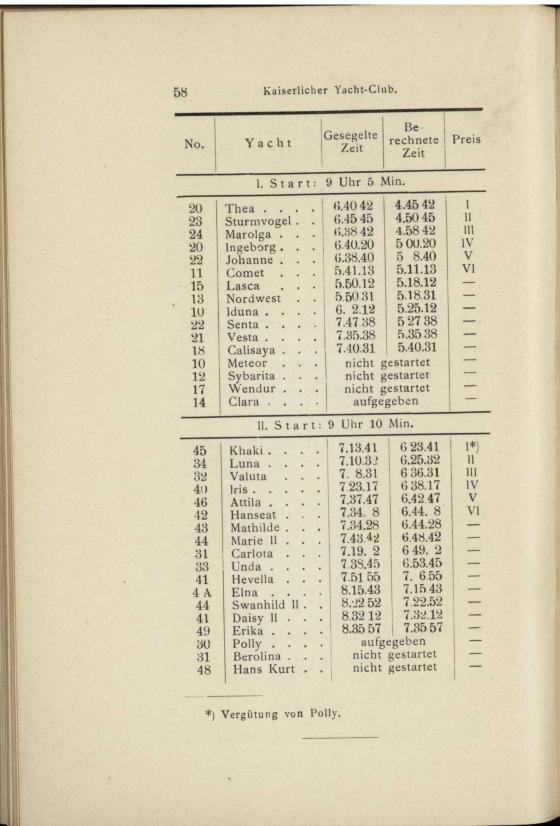 58 Kaiserlicher Yacht-Club.
No. Yacht Gesegelte Zeit Be-rechnete Zeit Preis
I. Start: 9 Uhr 5 Min.
20 Thea . . . . 6.40 42 4.45 42 I
23 Sturmvogel . . 6.45 45 4.50 45 II
24 Marolga . . . 6.38 42 4.58 42 III
20 Ingeborg . . . 6.40.20 5 00.20 IV
22 Johanne . . . 6.38.40 5 8.40 V
11 Comet . . . 5.41.13 5.11.13 VI
15 Lasca . . . 5.50.12 5.18.12 —
13 Nordwest . . 5.50 31 5.18.31 —
10 Iduna . . . . 6. 2.12 5.25.12 —
22 Senta . . . . 7.47.38 5 27 38 —
21 Vesta . . . . 7.35.38 5.35.38 —
18 Calisaya . . . 7.40.31 5.40.31 —
10 Meteor . . . nicht gestartet —
12 Sybarita . . . nicht gestartet —
17 Wendur . . . nicht gestartet —
14 Clara . . . . aufgegeben —
II. Start: 9 Uhr 10 Min.
45 Khaki . . . . 7.13.41 6 23.41 I*)
34 Luna . . . . 7.10.32 6.25.32 II
32 Valuta . . . 7. 8.31 6 36.31 III
40 Iris . . . . . 7 23.17 6 38.17 IV
46 Attila . . . . 7.37.47 6.42 47 V
42 Hanseat . . . 7.34. 8 6.44. 8 VI
43 Mathilde . . . 7.34.28 6.44.28 —
44 Marie II . . . 7.43.42 6.48.42 —
31 Carlota . . . 7.19. 2 6 49. 2 —
33 Unda . . . . 7.38.45 6.53.45 —
41 Hevella . . . 7.51 55 7. 6.55 —
4 A Elna . . . . 8.15.43 7.15 43 —
44 Swanhild II . . 8.22 52 7.22.52 —
41 Daisy II . . . 8.32 12 7.32.12 —
49 Erika . . . . 8.35 57 7.35 57 —
30 Polly . . . . aufgegeben —
31 Berolina . . . nicht gestartet —
48 Hans Kurt . . nicht gestartet —
*) Vergütung von Polly.